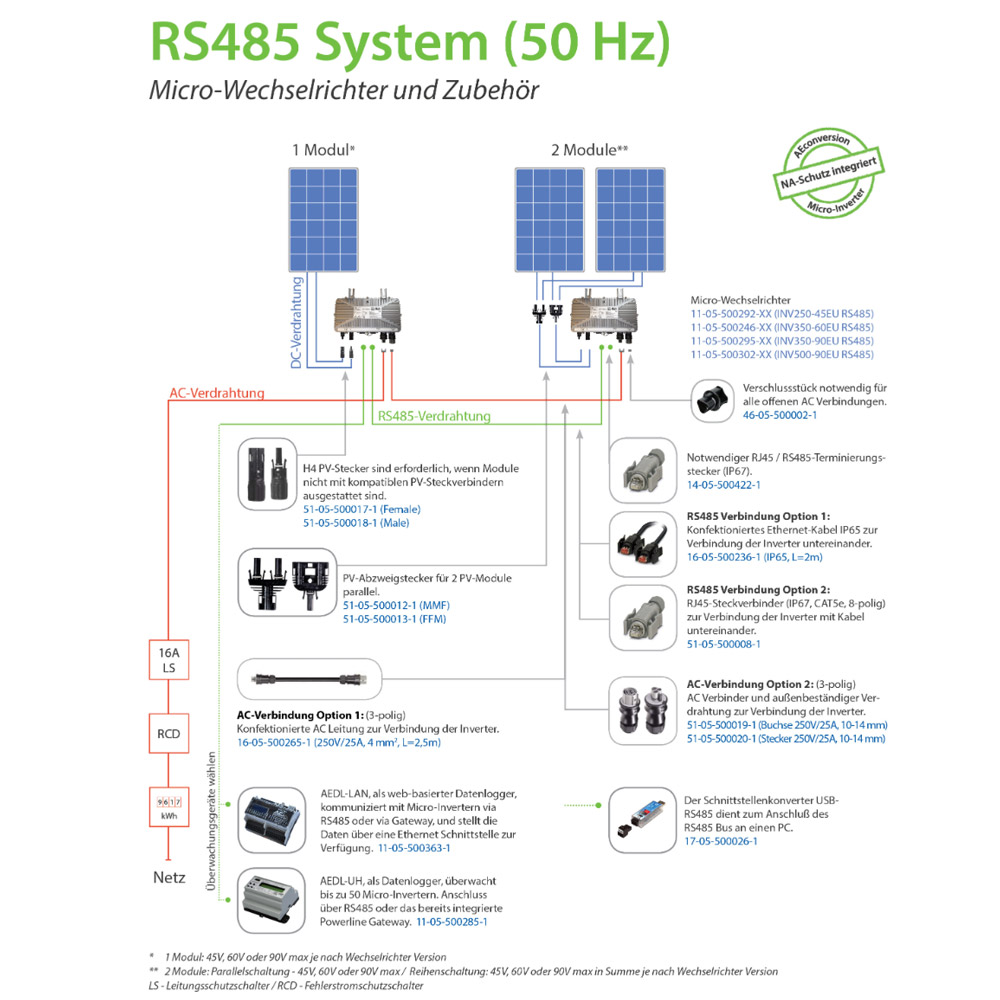 RS485 System (50 Hz)
Micro-Wechselrichter und Zubehör
1 Modul*
2 Module**
AEconversion
NA-Schutz integriert
Micro-Inverter
DC-Verdrahtung
Micro-Wechselrichter
11-05-500292-XX (INV250-45EU RS485)
11-05-500246-XX (INV350-60EU RS485)
11-05-500295-XX (INV350-90EU RS485)
11-05-500302-XX (INV500-90EU RS485)
AC-Verdrahtung
RS485-Verdrahtung
Verschlussstück notwendig für
alle offenen AC Verbindungen.
46-05-500002-1
H4 PV-Stecker sind erforderlich, wenn Module
nicht mit kompatiblen PV-Steckverbindern
ausgestattet sind.
51-05-500017-1 (Female)
51-05-500018-1 (Male)
Notwendiger RJ45 / RS485-Terminierungs-
stecker (IP67).
14-05-500422-1
RS485 Verbindung Option 1:
Konfektioniertes Ethernet-Kabel IP65 zur
Verbindung der Inverter untereinander.
16-05-500236-1 (IP65, L=2m)
PV-Abzweigstecker für 2 PV-Module
parallel.
51-05-500012-1 (MMF)
51-05-500013-1 (FFM)
RS485 Verbindung Option 2:
RJ45-Steckverbinder (IP67, CAT5e, 8-polig)
zur Verbindung der Inverter mit Kabel
untereinander.
51-05-500008-1
16A
LS
RCD
9617
kWh
Netz
AC-Verbindung Option 1: (3-polig)
Konfektionierte AC Leitung zur Verbindung der Inverter.
16-05-500265-1 (250V/25A, 4 mm², L=2,5m)
AC-Verbindung Option 2: (3-polig)
AC Verbinder und außenbeständiger Ver-
drahtung zur Verbindung der Inverter.
51-05-500019-1 (Buchse 250V/25A, 10-14 mm)
51-05-500020-1 (Stecker 250V/25A, 10-14 mm)
Überwachungsgeräte wählen
AEDL-LAN, als web-basierter Datenlogger,
kommuniziert mit Micro-Invertern via
RS485 oder via Gateway, und stellt die
Daten über eine Ethernet Schnittstelle zur
Verfügung. 11-05-500363-1
Der Schnittstellenkonverter USB-
RS485 dient zum Anschluß des
RS485 Bus an einen PC.
17-05-500026-1
AEDL-UH, als Datenlogger, überwacht
bis zu 50 Micro-Invertern. Anschluss
über RS485 oder das bereits integrierte
Powerline Gateway. 11-05-500285-1
* 1 Modul: 45V, 60V oder 90V max je nach Wechselrichter Version
** 2 Module: Parallelschaltung - 45V, 60V oder 90V max / Reihenschaltung: 45V, 60V oder 90V max in Summe je nach Wechselrichter Version
LS - Leitungsschutzschalter / RCD - Fehlerstromschutzschalter